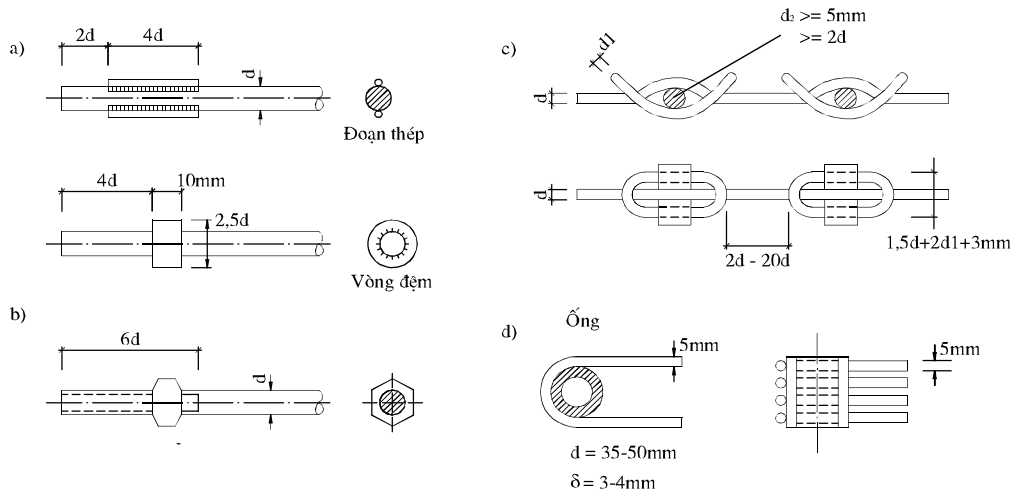 a)
2d
4d
d
Đoạn thép
4d
10mm
2,5d
Vòng đệm
b)
6d
d
c)
d1
d2 >= 5mm
>= 2d
d
d
2d - 20d
1,5d+2d1+3mm
d)
Ống
5mm
d = 35-50mm
δ = 3-4mm
5mm